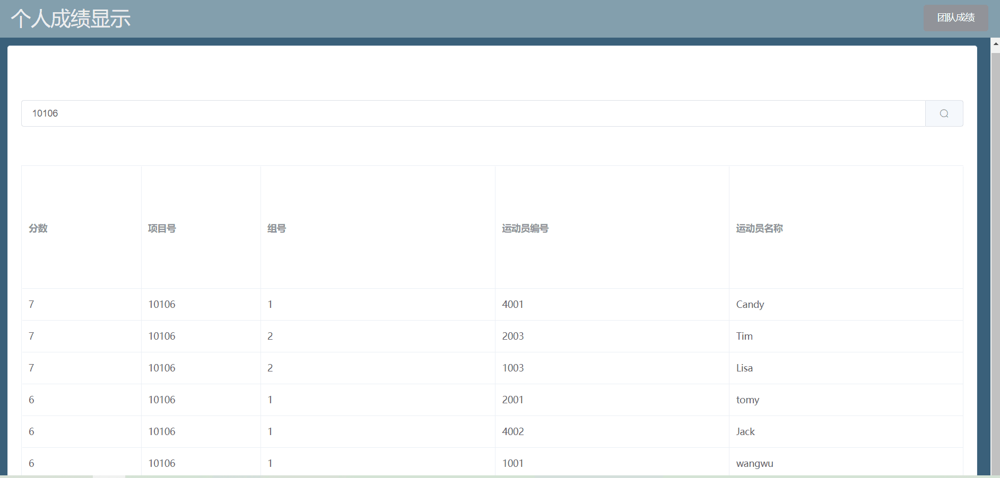 个人成绩显示
团队成绩
10106
分数 项目号 组号 运动员编号 运动员名称
7 10106 1 4001 Candy
7 10106 2 2003 Tim
7 10106 2 1003 Lisa
6 10106 1 2001 tomy
6 10106 1 4002 Jack
6 10106 1 1001 wangwu